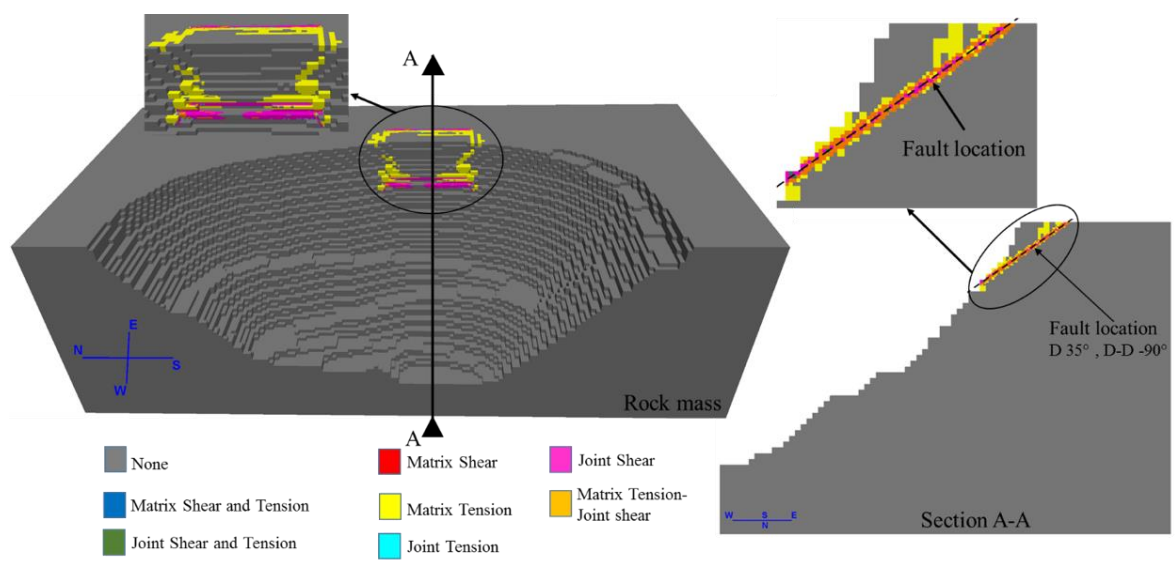 A
Fault location
Fault location
D 35° , D-D -90°
E
N
S
W
Rock mass
A
None
Matrix Shear
Joint Shear
Matrix Shear and Tension
Matrix Tension
Matrix Tension-
Joint shear
Joint Shear and Tension
Joint Tension
W S E
N
Section A-A